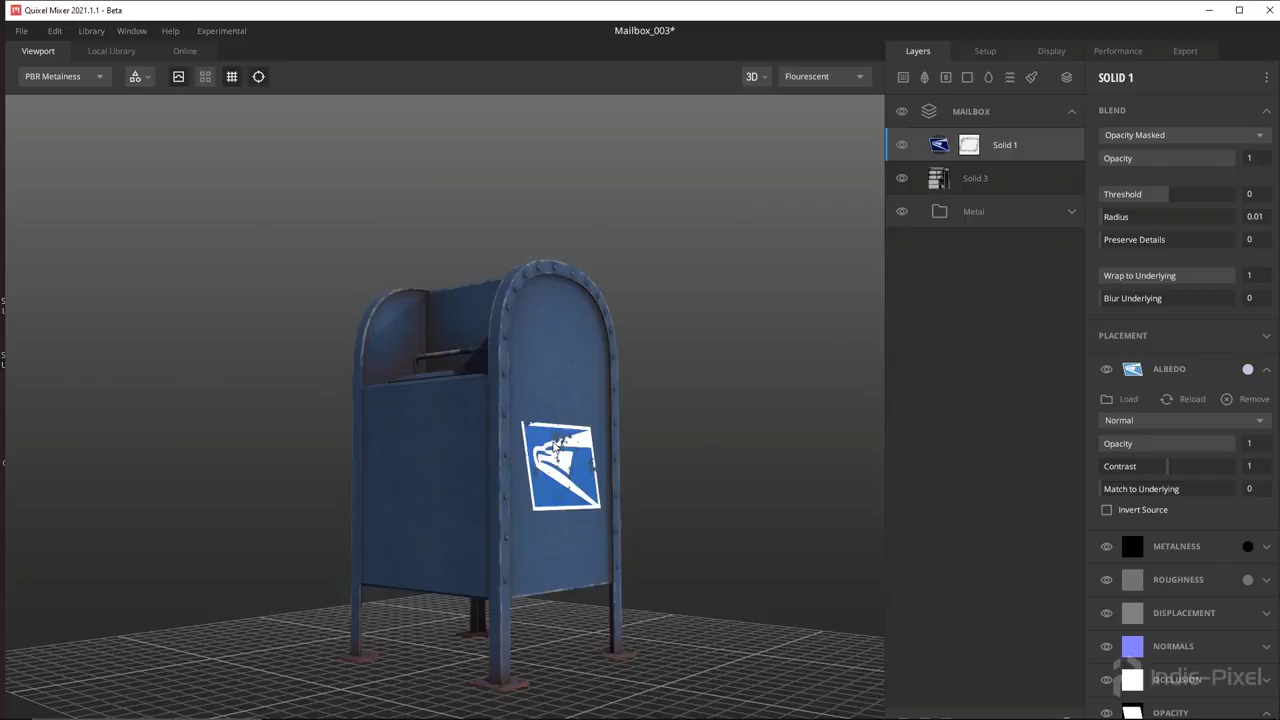 Quixel Mixer 2021.1.1 - Beta
File Edit Library Window Help Experimental
Mailbox_003*
Viewport Local Library Online
Layers Setup Display Performance Export
PBR Metalness
3D
Flourescent
SOLID 1
MAILBOX
Solid 1
Solid 3
Metal
BLEND
Opacity Masked
Opacity 1
Threshold 0
Radius 0.01
Preserve Details 0
Wrap to Underlying 1
Blur Underlying 0
PLACEMENT
ALBEDO
Load Reload Remove
Normal
Opacity 1
Contrast 1
Match to Underlying 0
Invert Source
METALNESS
ROUGHNESS
DISPLACEMENT
NORMALS
OCCLUSION
Indie-Pixel
OPACITY